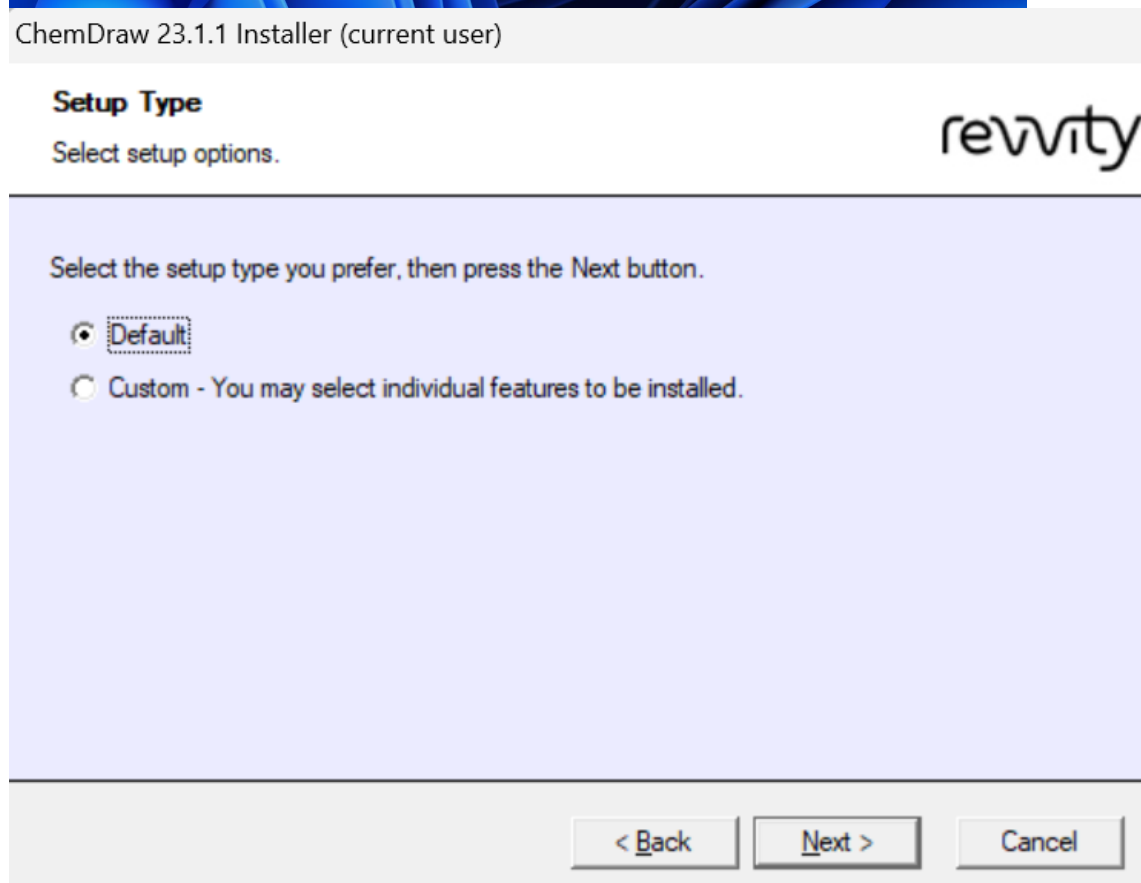 ChemDraw 23.1.1 Installer (current user)
Setup Type
Select setup options.
revvity
Select the setup type you prefer, then press the Next button.
Default
Custom - You may select individual features to be installed.
< Back
Next >
Cancel